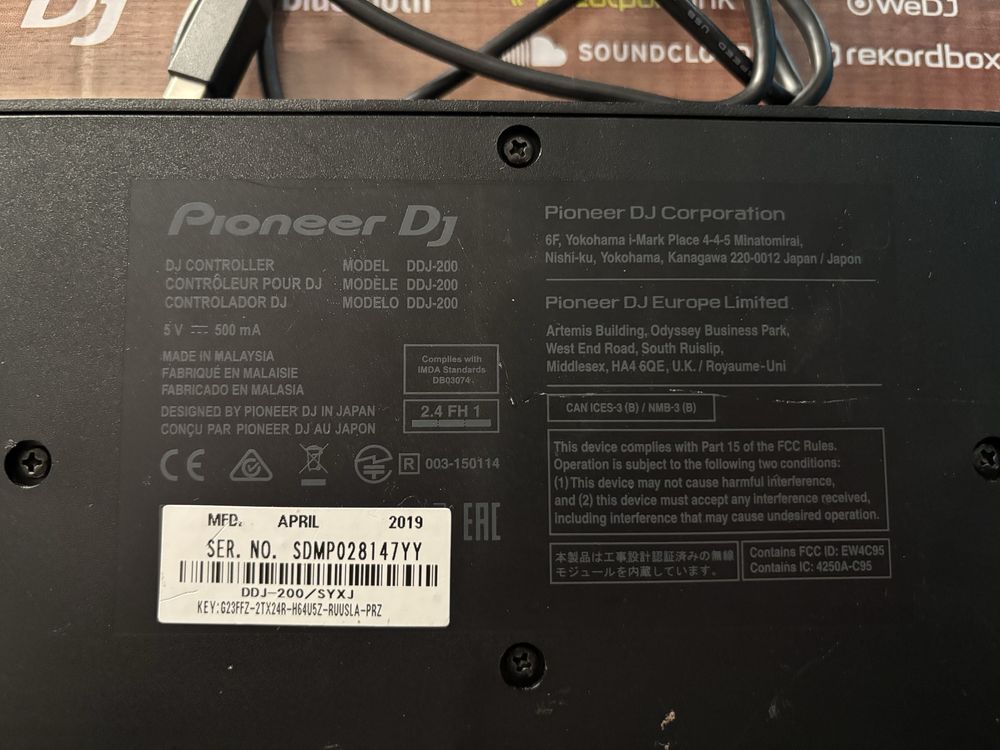 DJ
Bluetooth
WeDJ
SOUNDCLOUD
rekordbox
SPEED USB
Pioneer DJ
DJ CONTROLLER MODEL DDJ-200
CONTRÔLEUR POUR DJ MODÈLE DDJ-200
CONTROLADOR DJ MODELO DDJ-200
5 V ⎓ 500 mA
MADE IN MALAYSIA
FABRIQUÉ EN MALAISIE
FABRICADO EN MALASIA
DESIGNED BY PIONEER DJ IN JAPAN
CONÇU PAR PIONEER DJ AU JAPON
Complies with
IMDA Standards
DB03074
2.4 FH 1
CE
R 003-150114
EAC
MFD. APRIL 2019
SER. NO. SDMP028147YY
DDJ-200/SYXJ
KEY:G23FFZ-2TX24R-H64U5Z-RUUSLA-PRZ
Pioneer DJ Corporation
6F, Yokohama i-Mark Place 4-4-5 Minatomirai,
Nishi-ku, Yokohama, Kanagawa 220-0012 Japan / Japon
Pioneer DJ Europe Limited
Artemis Building, Odyssey Business Park,
West End Road, South Ruislip,
Middlesex, HA4 6QE, U.K. / Royaume-Uni
CAN ICES-3 (B) / NMB-3 (B)
This device complies with Part 15 of the FCC Rules.
Operation is subject to the following two conditions:
(1) This device may not cause harmful interference,
and (2) this device must accept any interference received,
including interference that may cause undesired operation.
本製品は工事設計認証済みの無線
モジュールを内蔵しています。
Contains FCC ID: EW4C95
Contains IC: 4250A-C95